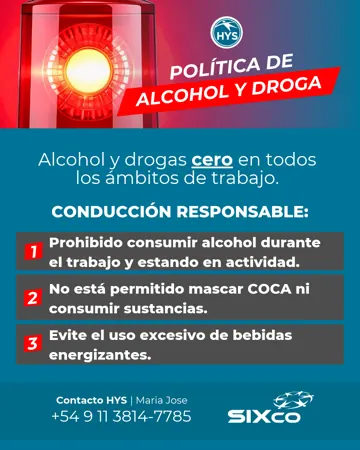 HYS
POLÍTICA DE
ALCOHOL Y DROGA
Alcohol y drogas cero en todos
los ámbitos de trabajo.
CONDUCCIÓN RESPONSABLE:
1 Prohibido consumir alcohol durante
el trabajo y estando en actividad.
2 No está permitido mascar COCA ni
consumir sustancias.
3 Evite el uso excesivo de bebidas
energizantes.
Contacto HYS | Maria Jose
+54 9 11 3814-7785
SIXCO